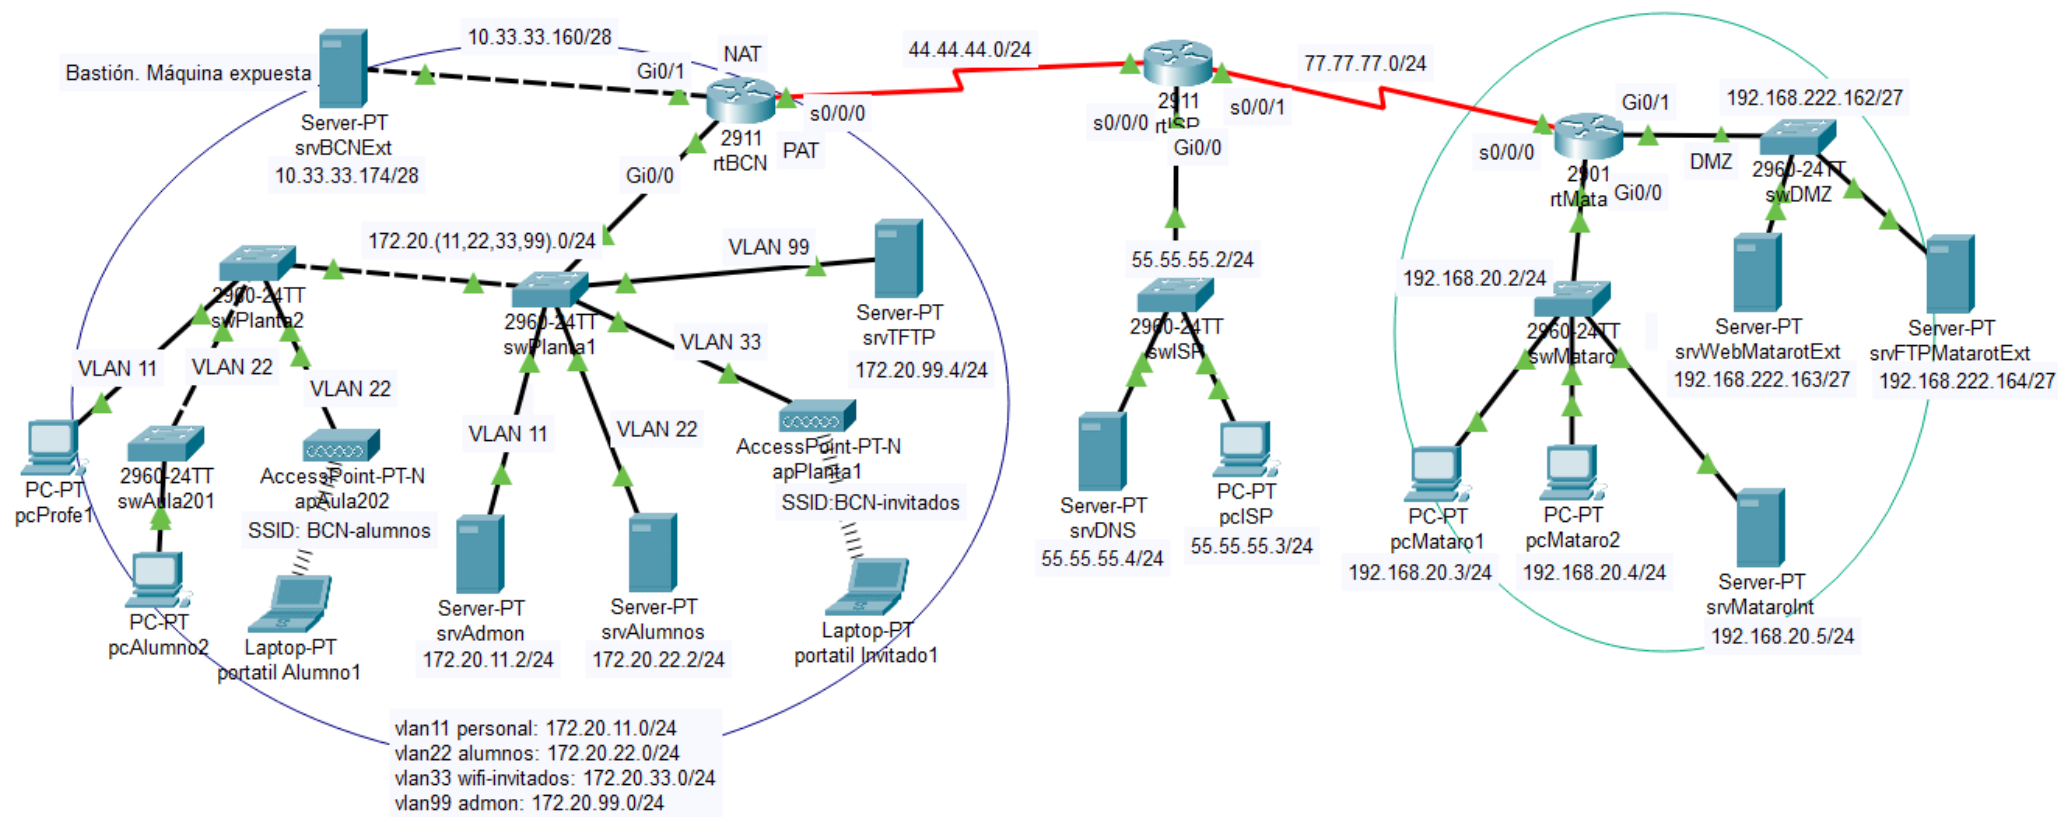 10.33.33.160/28
NAT
Bastión. Máquina expuesta
Gi0/1
Server-PT
srvBCNExt
10.33.33.174/28
2911
rtBCN
s0/0/0
PAT
Gi0/0
44.44.44.0/24
2911
rtISP
s0/0/0
s0/0/1
Gi0/0
77.77.77.0/24
Gi0/1
192.168.222.162/27
s0/0/0
DMZ
2901
rtMata
Gi0/0
2960-24TT
swDMZ
172.20.(11,22,33,99).0/24
VLAN 99
2960-24TT
swPlanta2
2960-24TT
swPlanta1
Server-PT
srvTFTP
172.20.99.4/24
VLAN 11
VLAN 22
VLAN 22
VLAN 33
VLAN 11
VLAN 22
PC-PT
pcProfe1
2960-24TT
swAula201
AccessPoint-PT-N
apAula202
SSID: BCN-alumnos
AccessPoint-PT-N
apPlanta1
SSID:BCN-invitados
PC-PT
pcAlumno2
Laptop-PT
portatil Alumno1
Server-PT
srvAdmon
172.20.11.2/24
Server-PT
srvAlumnos
172.20.22.2/24
Laptop-PT
portatil Invitado1
vlan11 personal: 172.20.11.0/24
vlan22 alumnos: 172.20.22.0/24
vlan33 wifi-invitados: 172.20.33.0/24
vlan99 admon: 172.20.99.0/24
55.55.55.2/24
2960-24TT
swISP
Server-PT
srvDNS
55.55.55.4/24
PC-PT
pcISP
55.55.55.3/24
192.168.20.2/24
2960-24TT
swMataro
Server-PT
srvWebMatarotExt
192.168.222.163/27
Server-PT
srvFTPMatarotExt
192.168.222.164/27
PC-PT
pcMataro1
192.168.20.3/24
PC-PT
pcMataro2
192.168.20.4/24
Server-PT
srvMataroInt
192.168.20.5/24